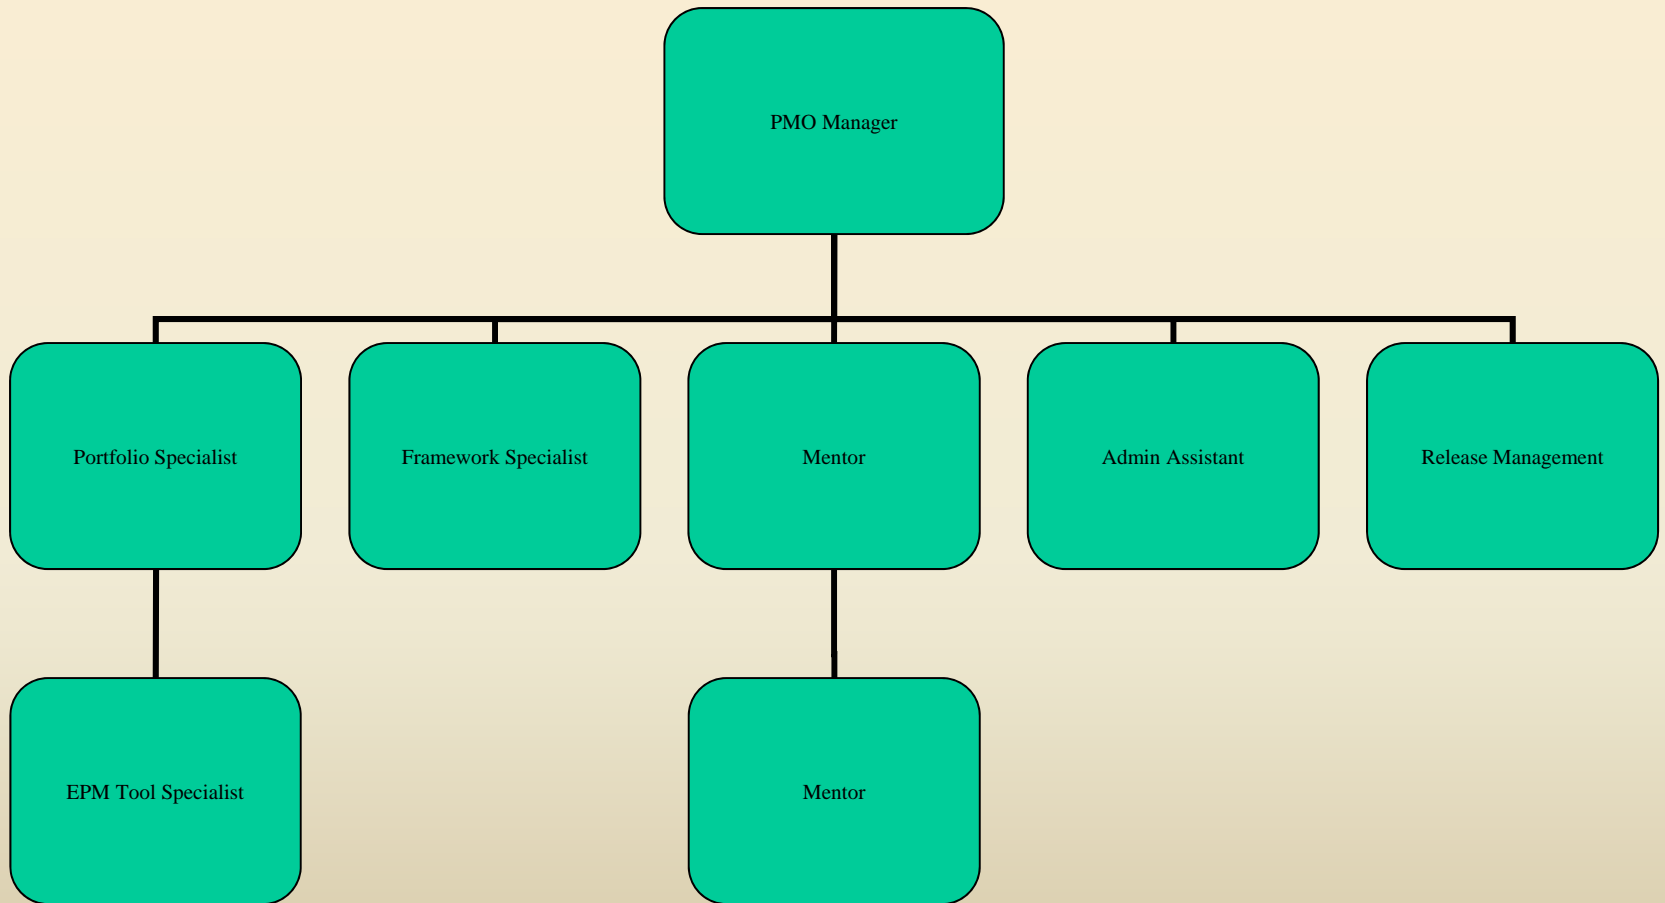 PMO Manager
Portfolio Specialist
Framework Specialist
Mentor
Admin Assistant
Release Management
EPM Tool Specialist
Mentor